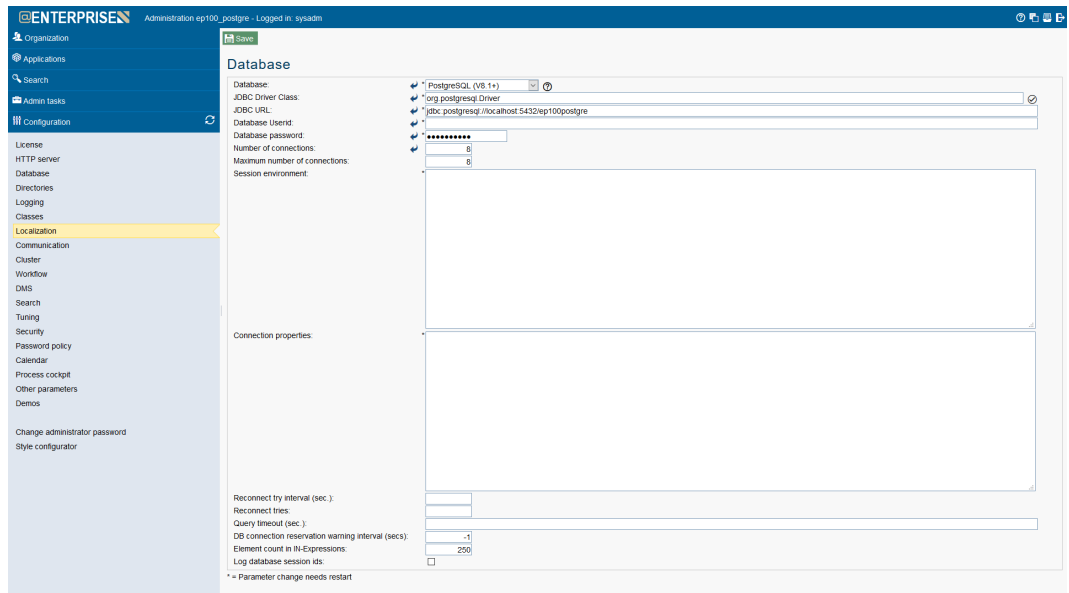 @ENTERPRISE Administration ep100_postgre - Logged in: sysadm
Organization
Applications
Search
Admin tasks
Configuration
License
HTTP server
Database
Directories
Logging
Classes
Localization
Communication
Cluster
Workflow
DMS
Search
Tuning
Security
Password policy
Calendar
Process cockpit
Other parameters
Demos
Change administrator password
Style configurator
Save
Database
Database: * PostgreSQL (V8.1+)
JDBC Driver Class: * org.postgresql.Driver
JDBC URL: * jdbc:postgresql://localhost:5432/ep100postgre
Database Userid: *
Database password: * ●●●●●●●●●●
Number of connections: 8
Maximum number of connections: 8
Session environment: *
Connection properties: *
Reconnect try interval (sec.):
Reconnect tries:
Query timeout (sec.):
DB connection reservation warning interval (secs): -1
Element count in IN-Expressions: 250
Log database session ids:
* = Parameter change needs restart